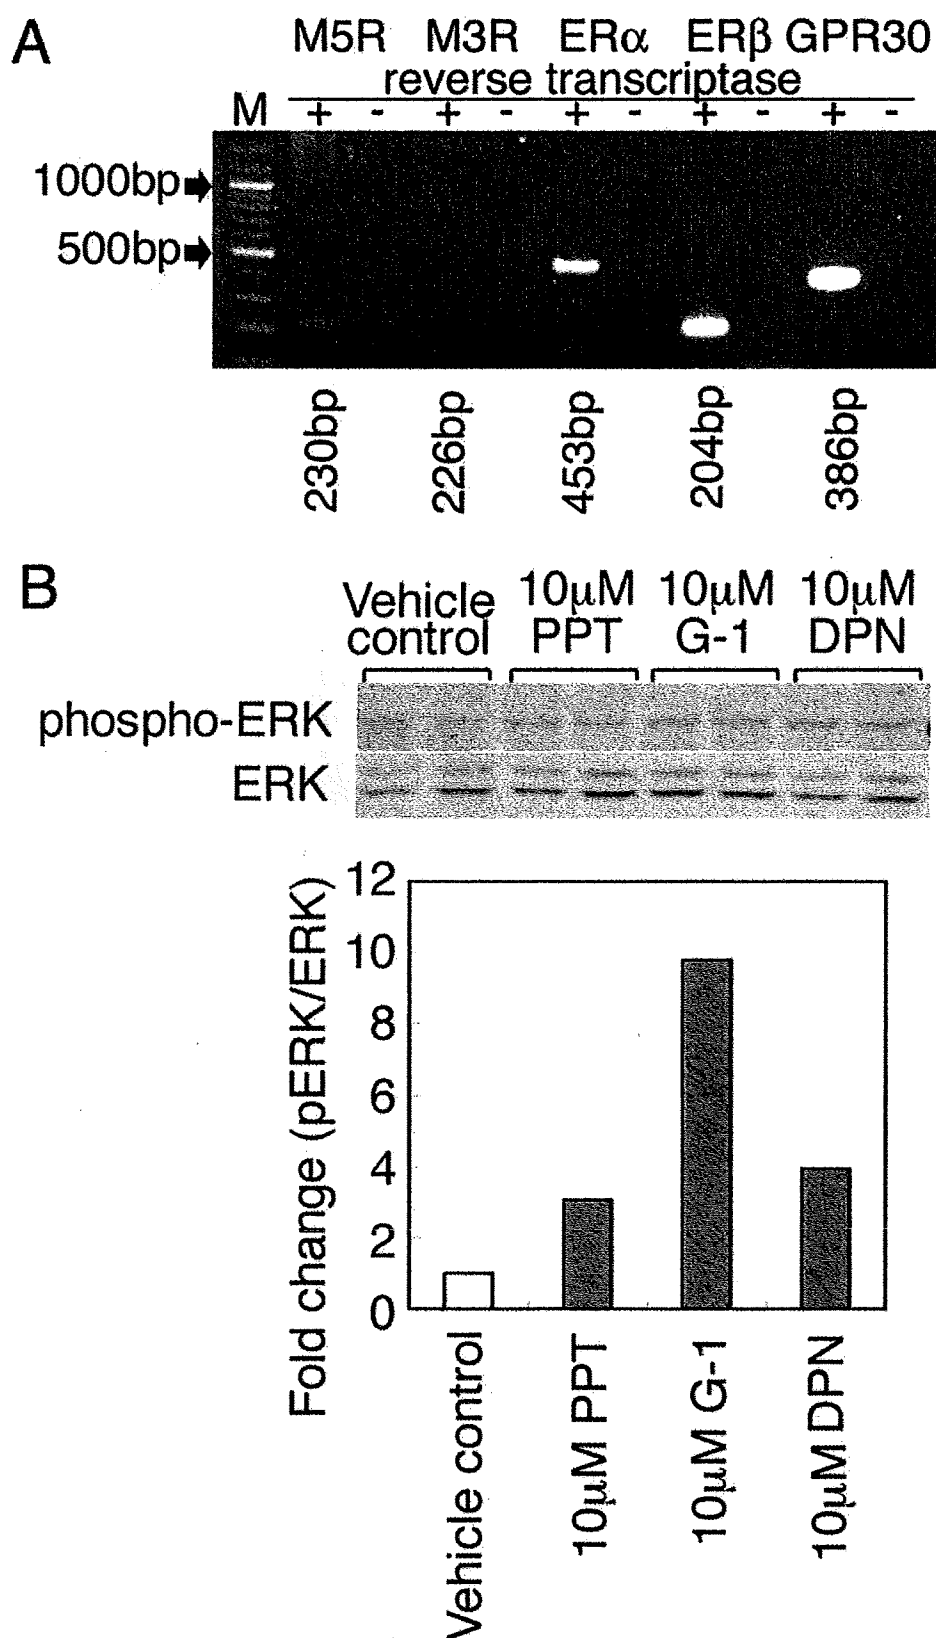 A
M5R M3R ERα ERβ GPR30
reverse transcriptase
M + - + - + - + - + -
1000bp
500bp
230bp 226bp 453bp 204bp 386bp
B
Vehicle control 10μM PPT 10μM G-1 10μM DPN
phospho-ERK
ERK
Fold change (pERK/ERK)
12
10
8
6
4
2
0
Vehicle control 10μM PPT 10μM G-1 10μM DPN